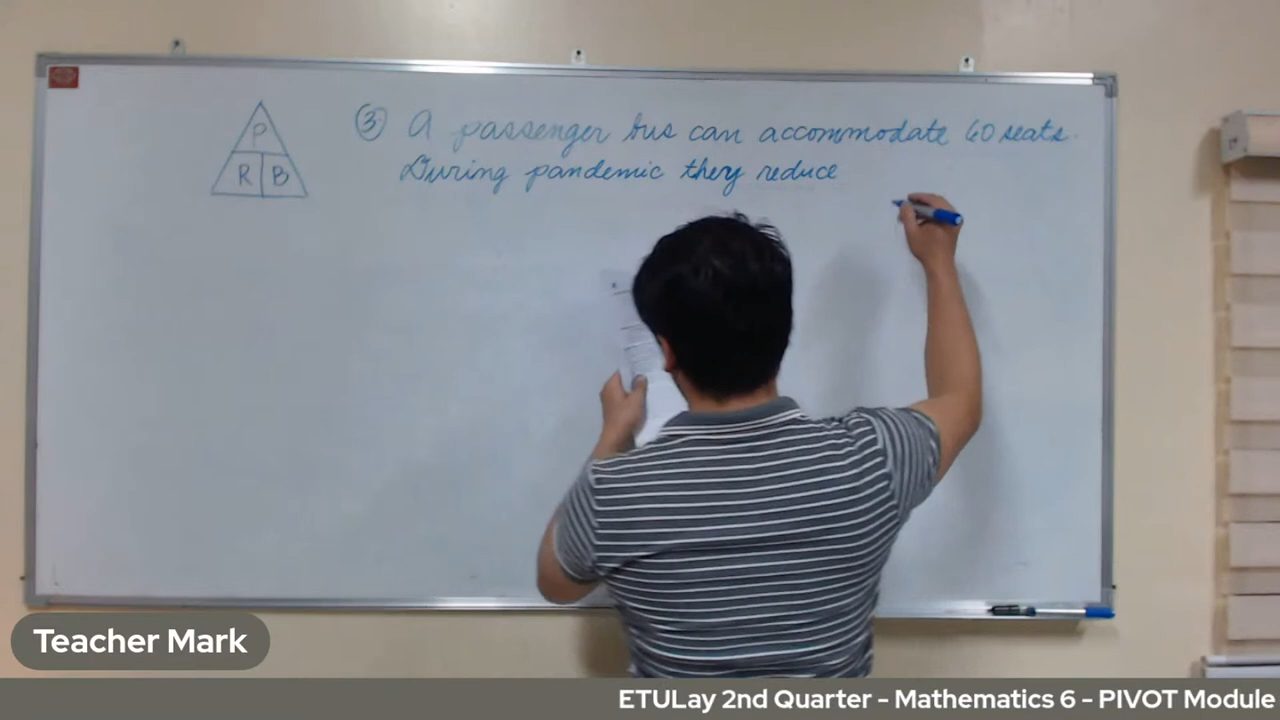 P
R B
③ A passenger bus can accommodate 60 seats.
During pandemic they reduce
Teacher Mark
ETULay 2nd Quarter - Mathematics 6 - PIVOT Module